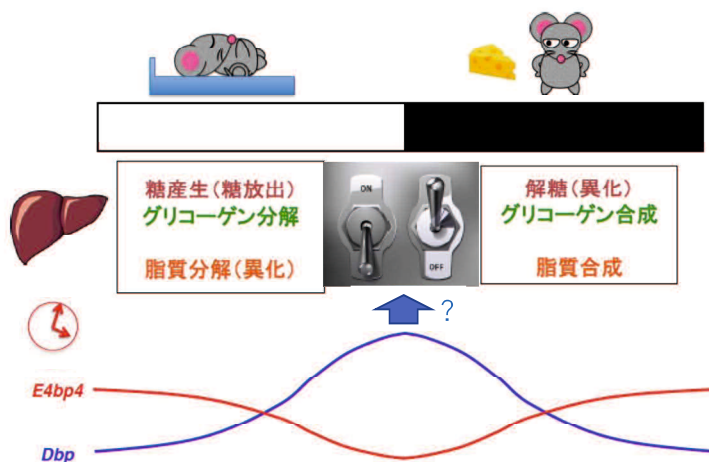 糖産生(糖放出)
グリコーゲン分解
脂質分解(異化)
ON
OFF
解糖(異化)
グリコーゲン合成
脂質合成
?
E4bp4
Dbp